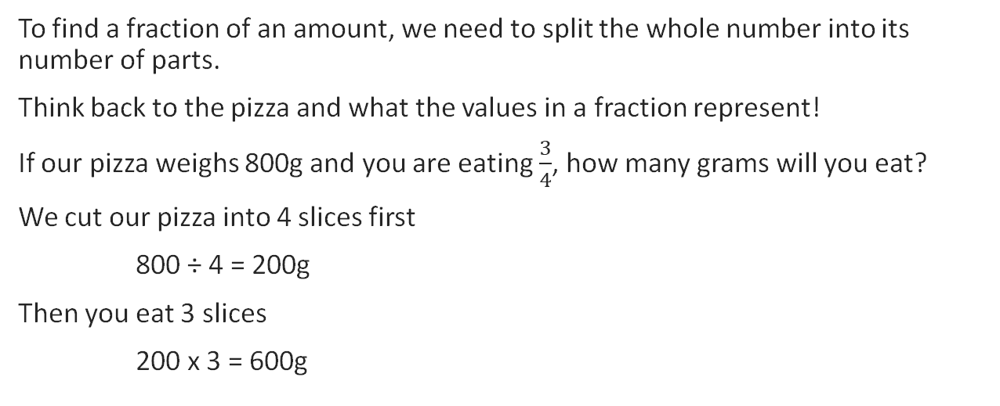 To find a fraction of an amount, we need to split the whole number into its
number of parts.
Think back to the pizza and what the values in a fraction represent!
If our pizza weighs 800g and you are eating 3/4, how many grams will you eat?
We cut our pizza into 4 slices first
800 ÷ 4 = 200g
Then you eat 3 slices
200 x 3 = 600g